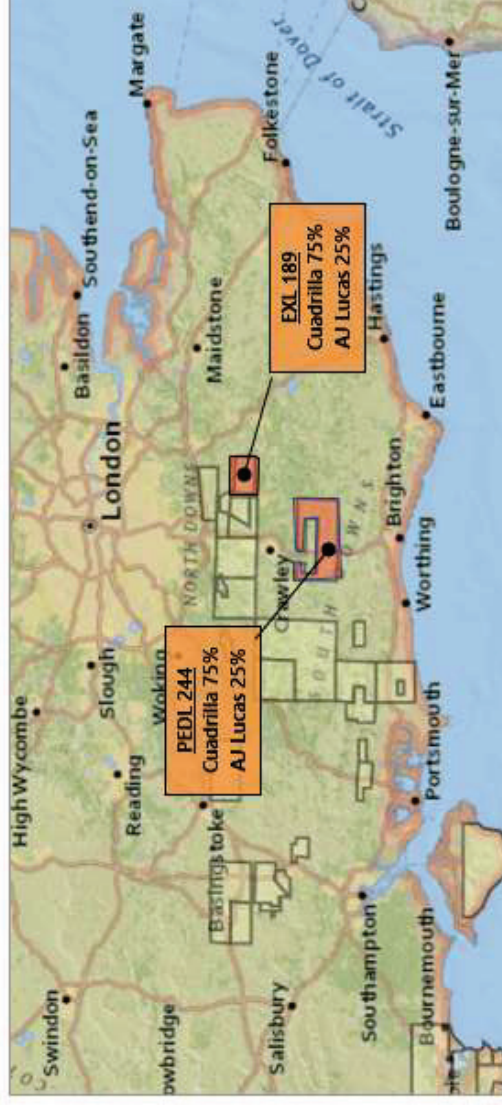 High Wycombe
Basildon
Southend-on-Sea
Swindon
Slough
London
Reading
Margate
Woking
NORTH DOWNS
Maidstone
owbridge
Basingstoke
PEDL 244
Cuadrilla 75%
AJ Lucas 25%
EXL 189
Cuadrilla 75%
AJ Lucas 25%
Folkestone
Strait of Dover
Salisbury
Crawley
SOUTH DOWNS
Hastings
Southampton
Portsmouth
Worthing
Brighton
Eastbourne
Bournemouth
Boulogne-sur-Mer